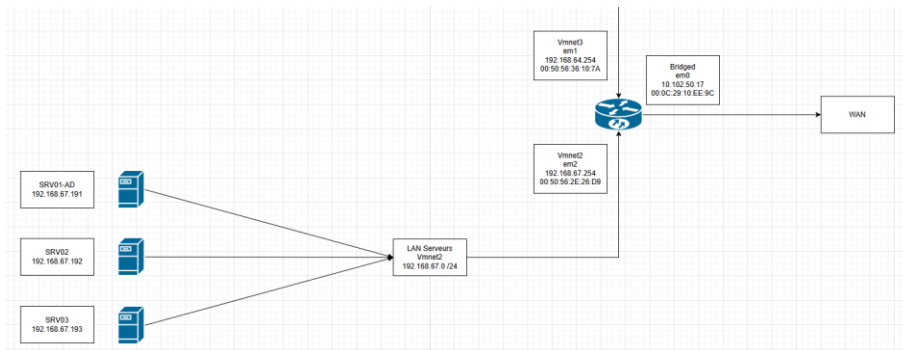 Vmnet3
em1
192.168.64.254
00:50:56:36:10:7A
Bridged
em0
10.102.50.17
00:0C:29:10:EE:9C
WAN
Vmnet2
em2
192.168.67.254
00:50:56:2E:26:D9
SRV01-AD
192.168.67.191
LAN Serveurs
Vmnet2
192.168.67.0 /24
SRV02
192.168.67.192
SRV03
192.168.67.193